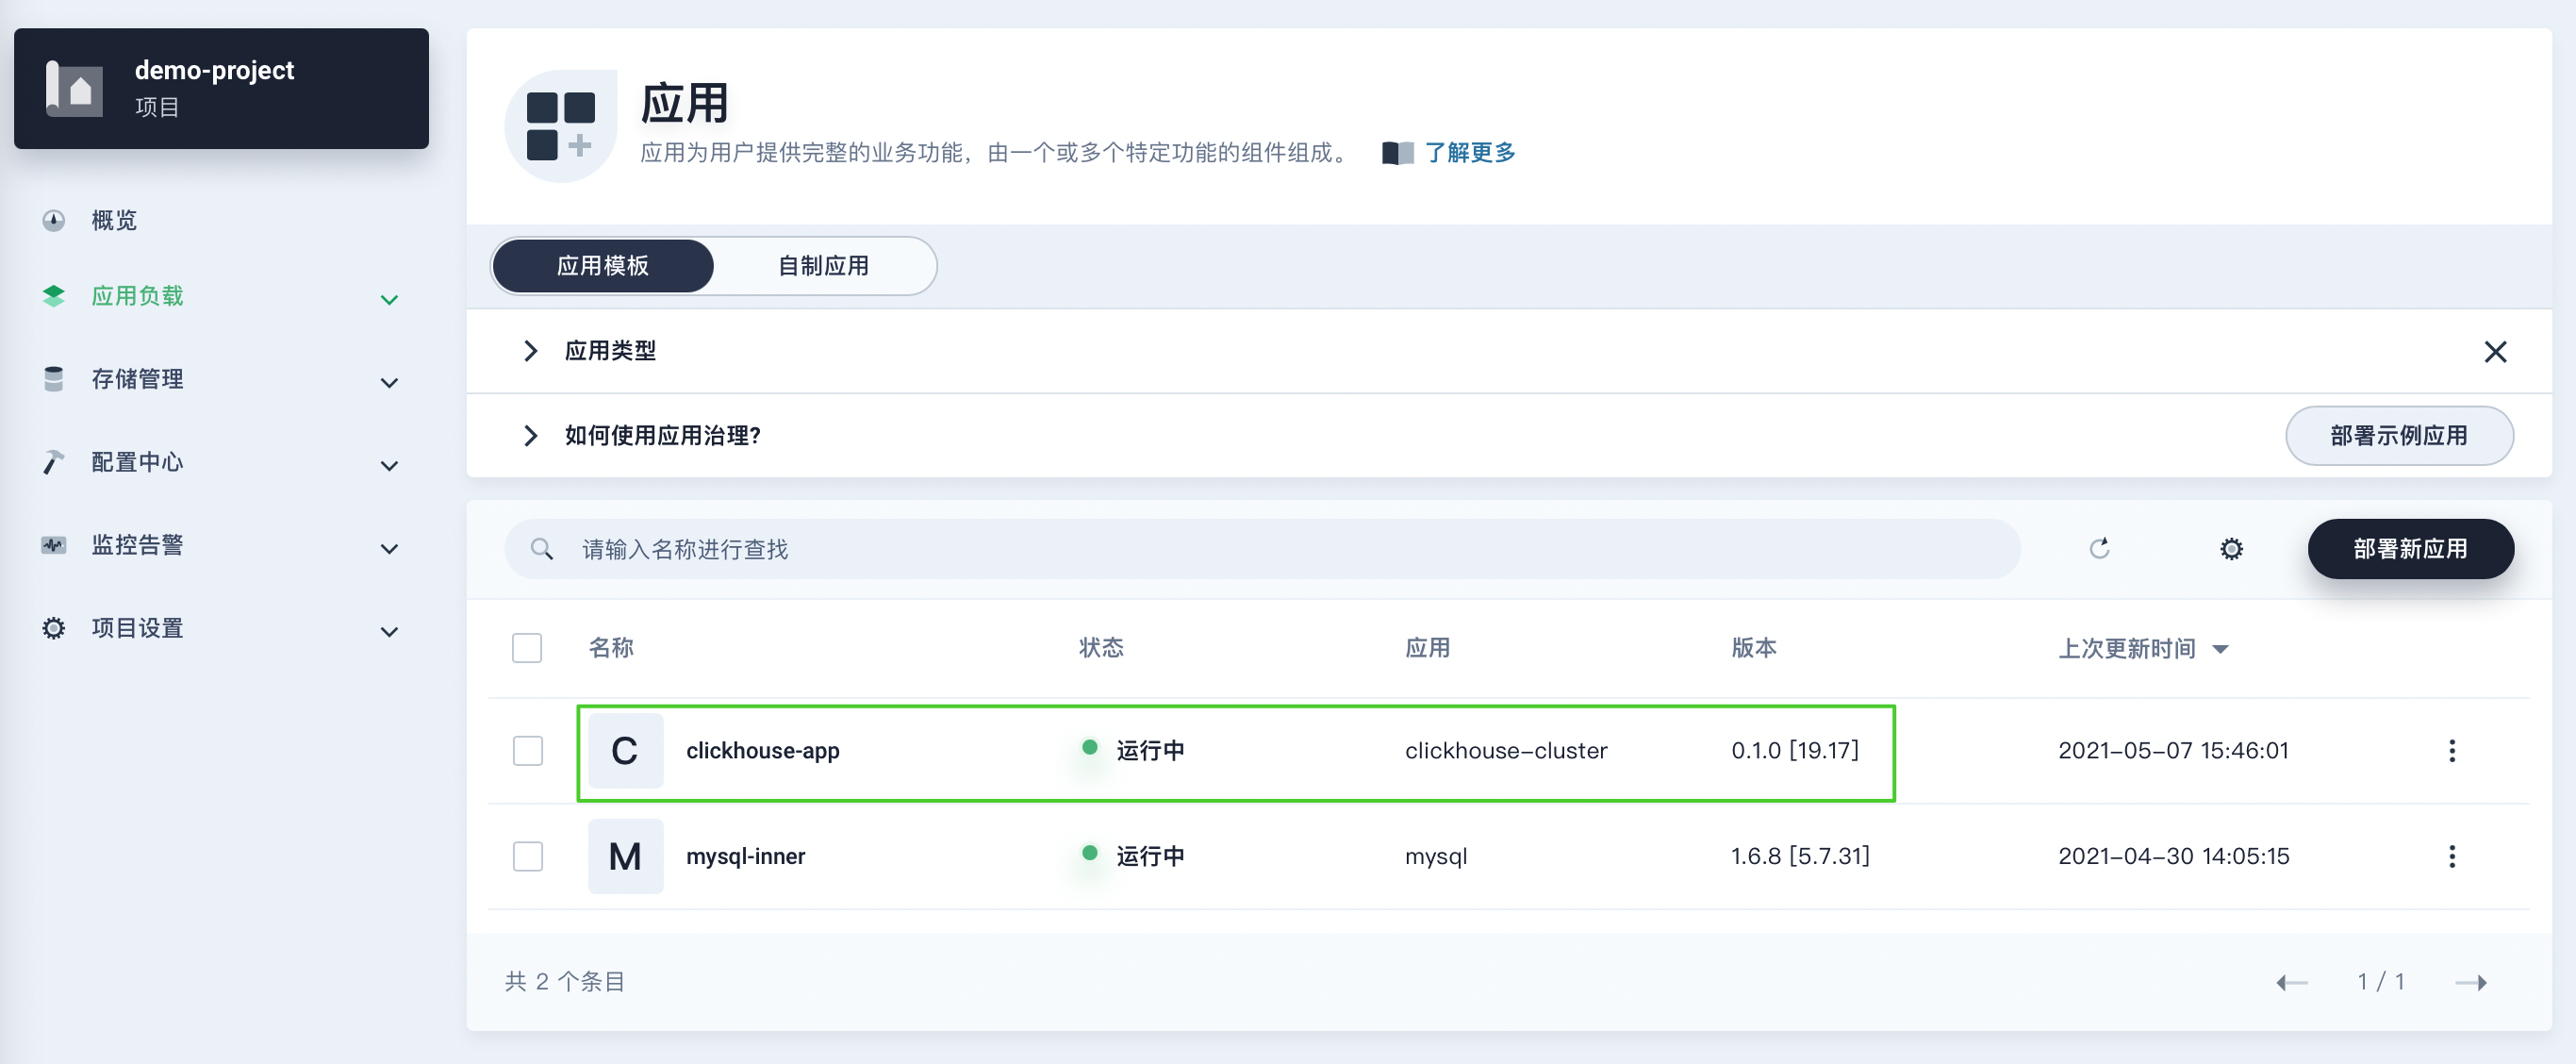 demo-project
项目
概览
应用负载
存储管理
配置中心
监控告警
项目设置
应用
应用为用户提供完整的业务功能，由一个或多个特定功能的组件组成。 了解更多
应用模板 自制应用
应用类型
如何使用应用治理? 部署示例应用
请输入名称进行查找 部署新应用
名称 状态 应用 版本 上次更新时间
C clickhouse-app 运行中 clickhouse-cluster 0.1.0 [19.17] 2021-05-07 15:46:01
M mysql-inner 运行中 mysql 1.6.8 [5.7.31] 2021-04-30 14:05:15
共 2 个条目 1 / 1